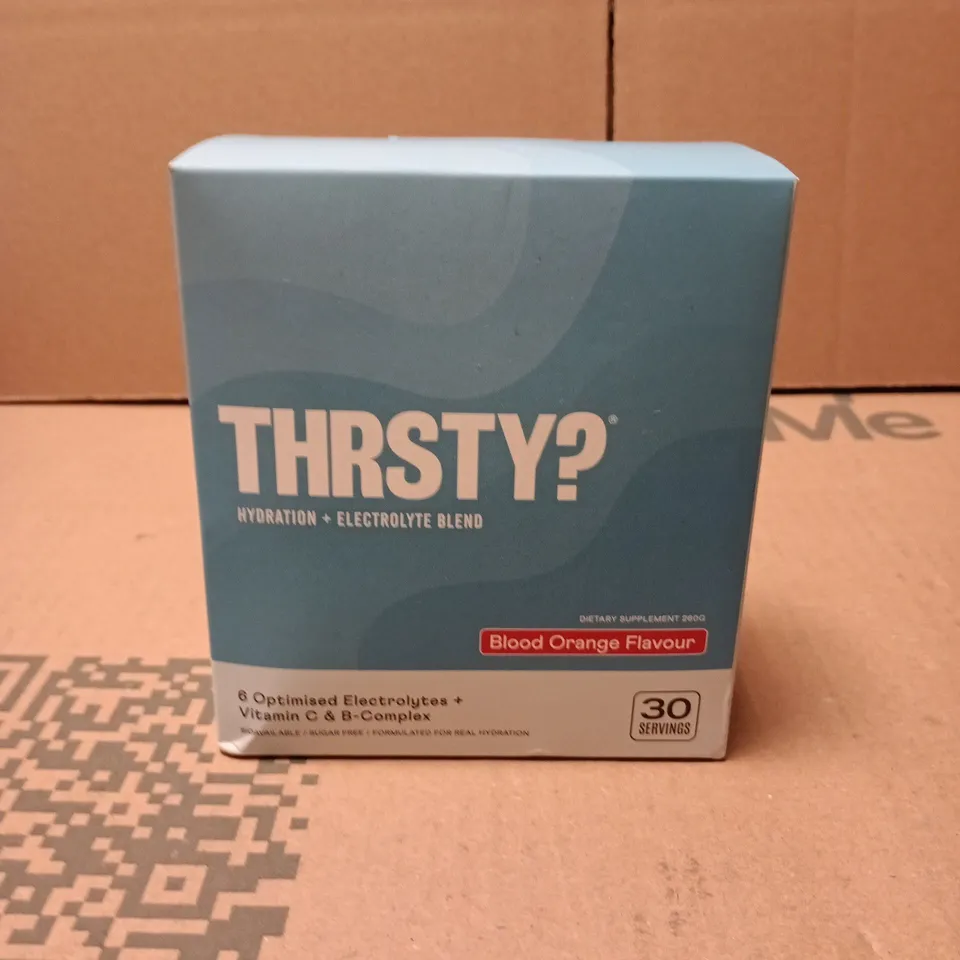 THRSTY?®
HYDRATION + ELECTROLYTE BLEND
DIETARY SUPPLEMENT 260G
Blood Orange Flavour
6 Optimised Electrolytes +
Vitamin C & B-Complex
BIOAVAILABLE / SUGAR FREE / FORMULATED FOR REAL HYDRATION
30
SERVINGS
Me